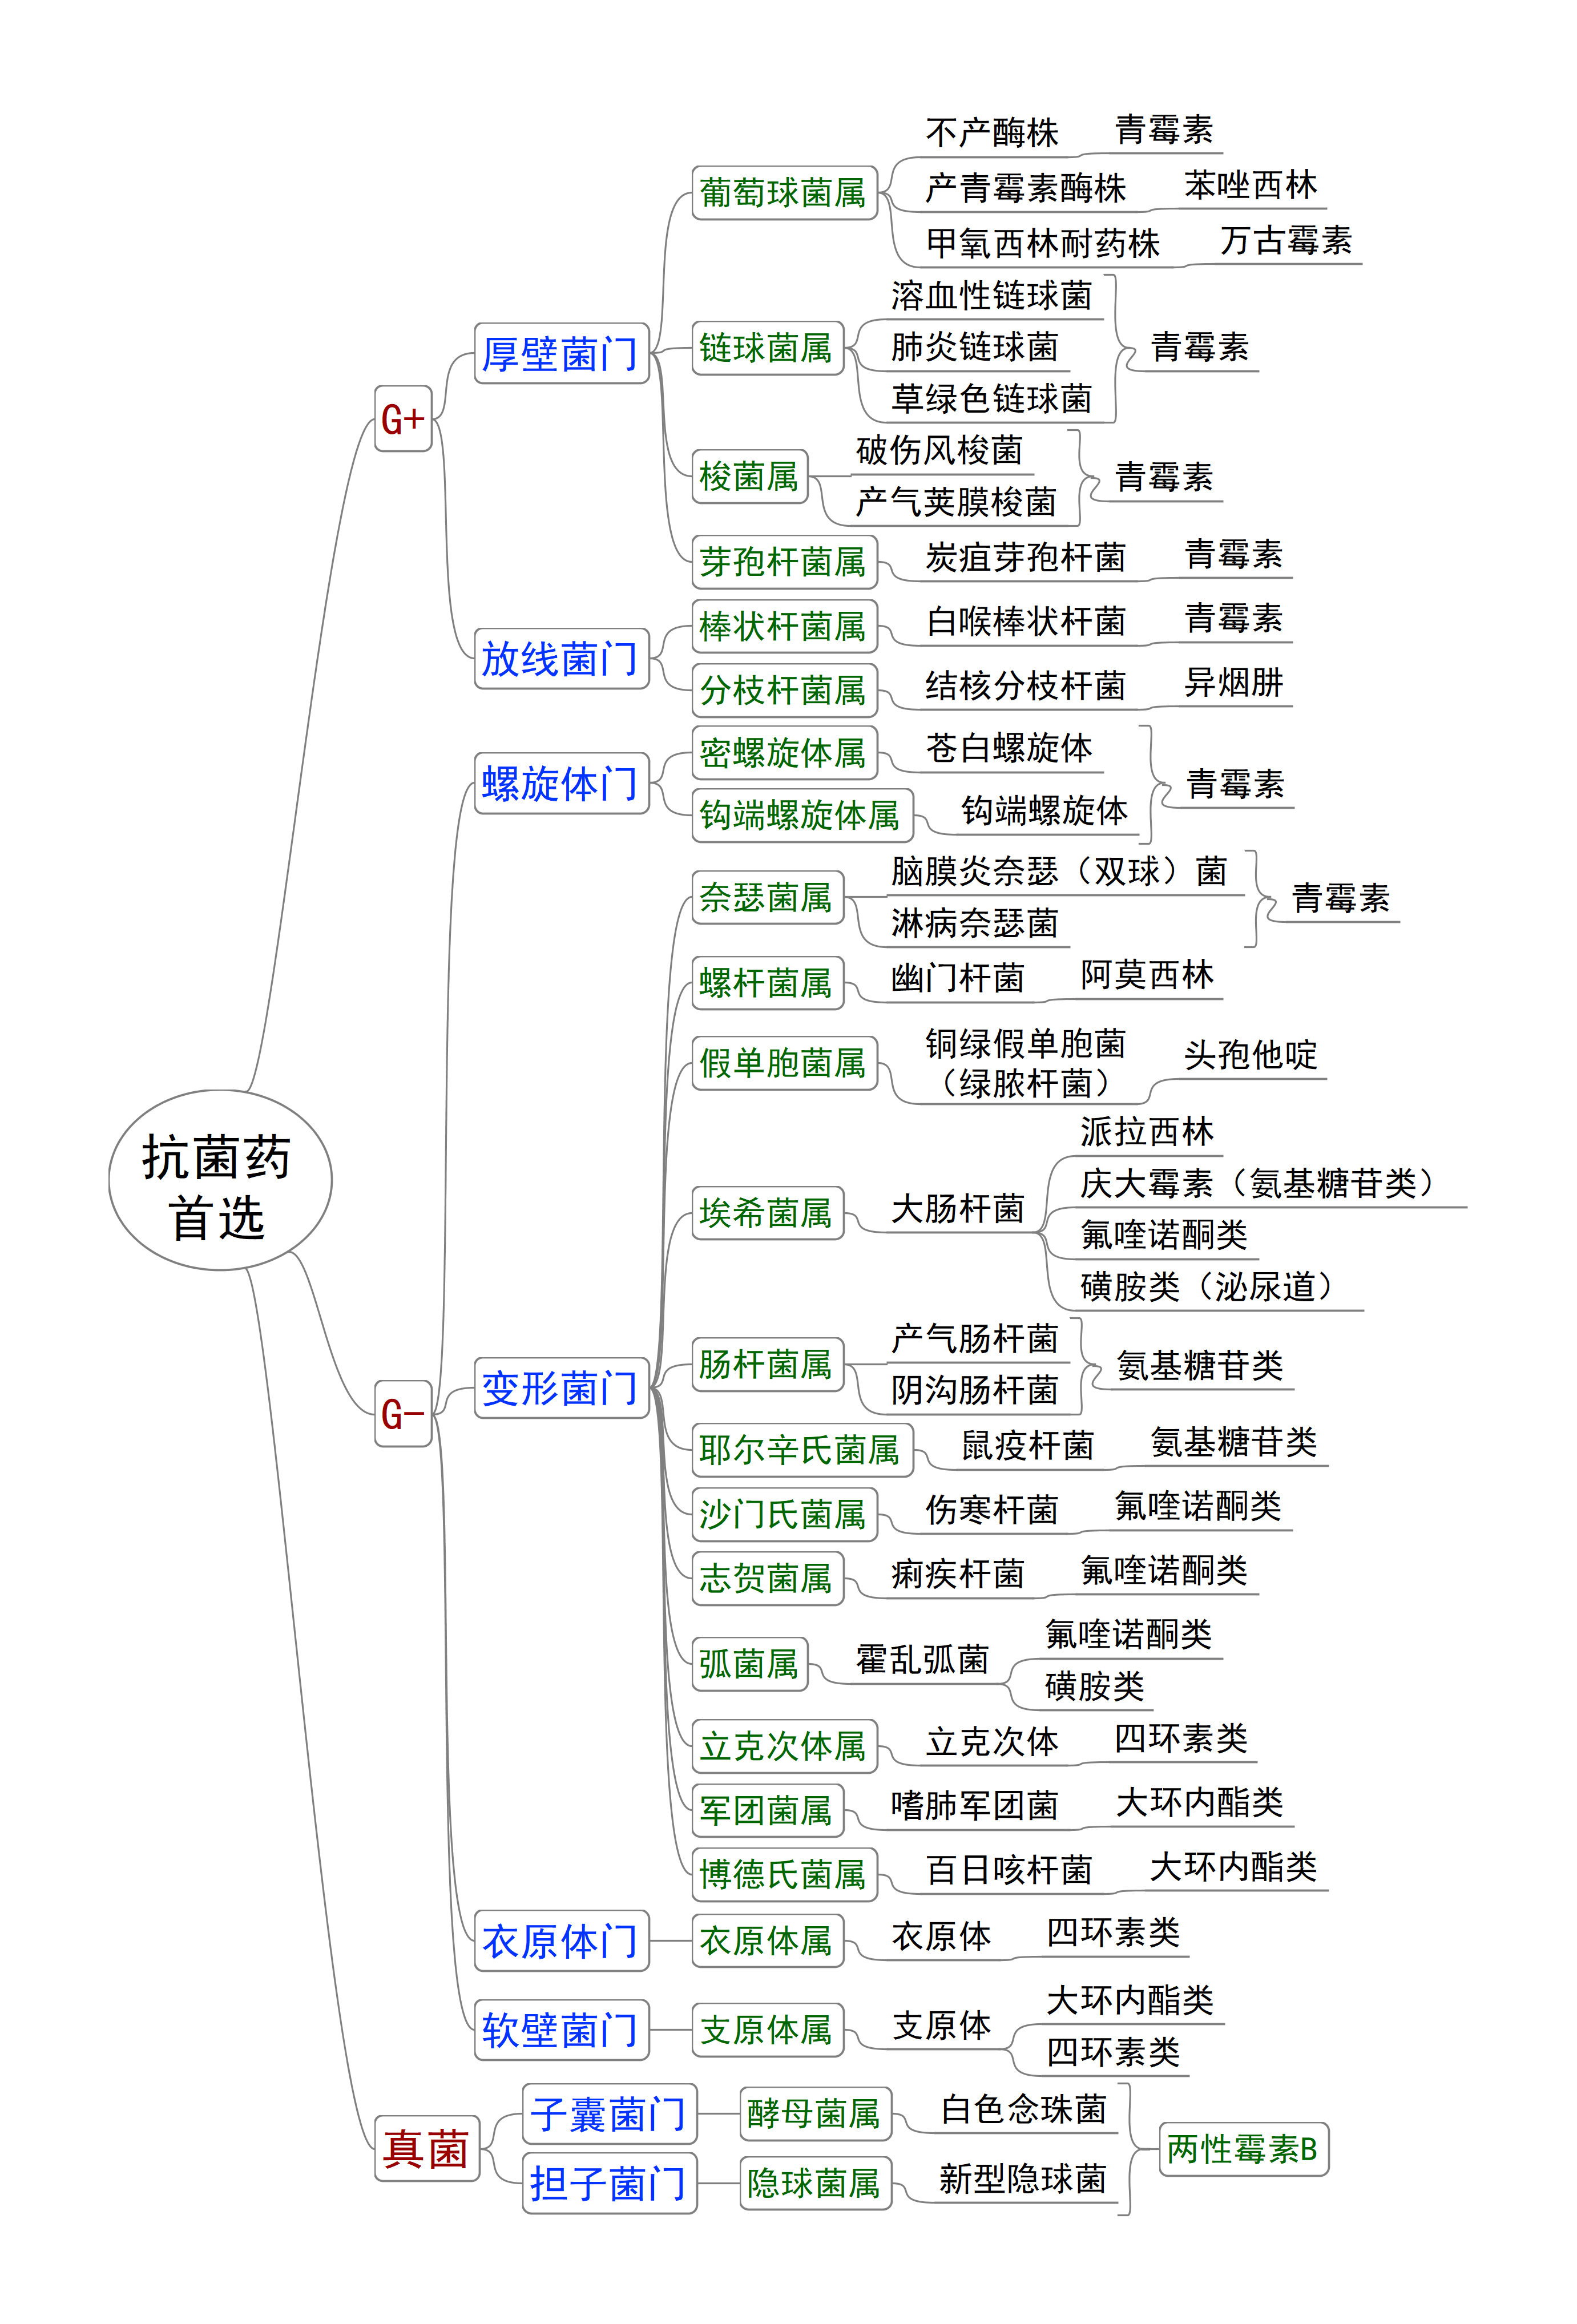 抗菌药
首选
G+
厚壁菌门
葡萄球菌属
不产酶株
青霉素
产青霉素酶株
苯唑西林
甲氧西林耐药株
万古霉素
链球菌属
溶血性链球菌
肺炎链球菌
草绿色链球菌
青霉素
梭菌属
破伤风梭菌
产气荚膜梭菌
青霉素
芽孢杆菌属
炭疽芽孢杆菌
青霉素
放线菌门
棒状杆菌属
白喉棒状杆菌
青霉素
分枝杆菌属
结核分枝杆菌
异烟肼
G-
螺旋体门
密螺旋体属
苍白螺旋体
钩端螺旋体属
钩端螺旋体
青霉素
变形菌门
奈瑟菌属
脑膜炎奈瑟（双球）菌
淋病奈瑟菌
青霉素
螺杆菌属
幽门杆菌
阿莫西林
假单胞菌属
铜绿假单胞菌
（绿脓杆菌）
头孢他啶
埃希菌属
大肠杆菌
派拉西林
庆大霉素（氨基糖苷类）
氟喹诺酮类
磺胺类（泌尿道）
肠杆菌属
产气肠杆菌
阴沟肠杆菌
氨基糖苷类
耶尔辛氏菌属
鼠疫杆菌
氨基糖苷类
沙门氏菌属
伤寒杆菌
氟喹诺酮类
志贺菌属
痢疾杆菌
氟喹诺酮类
弧菌属
霍乱弧菌
氟喹诺酮类
磺胺类
立克次体属
立克次体
四环素类
军团菌属
嗜肺军团菌
大环内酯类
博德氏菌属
百日咳杆菌
大环内酯类
衣原体门
衣原体属
衣原体
四环素类
软壁菌门
支原体属
支原体
大环内酯类
四环素类
真菌
子囊菌门
酵母菌属
白色念珠菌
担子菌门
隐球菌属
新型隐球菌
两性霉素B